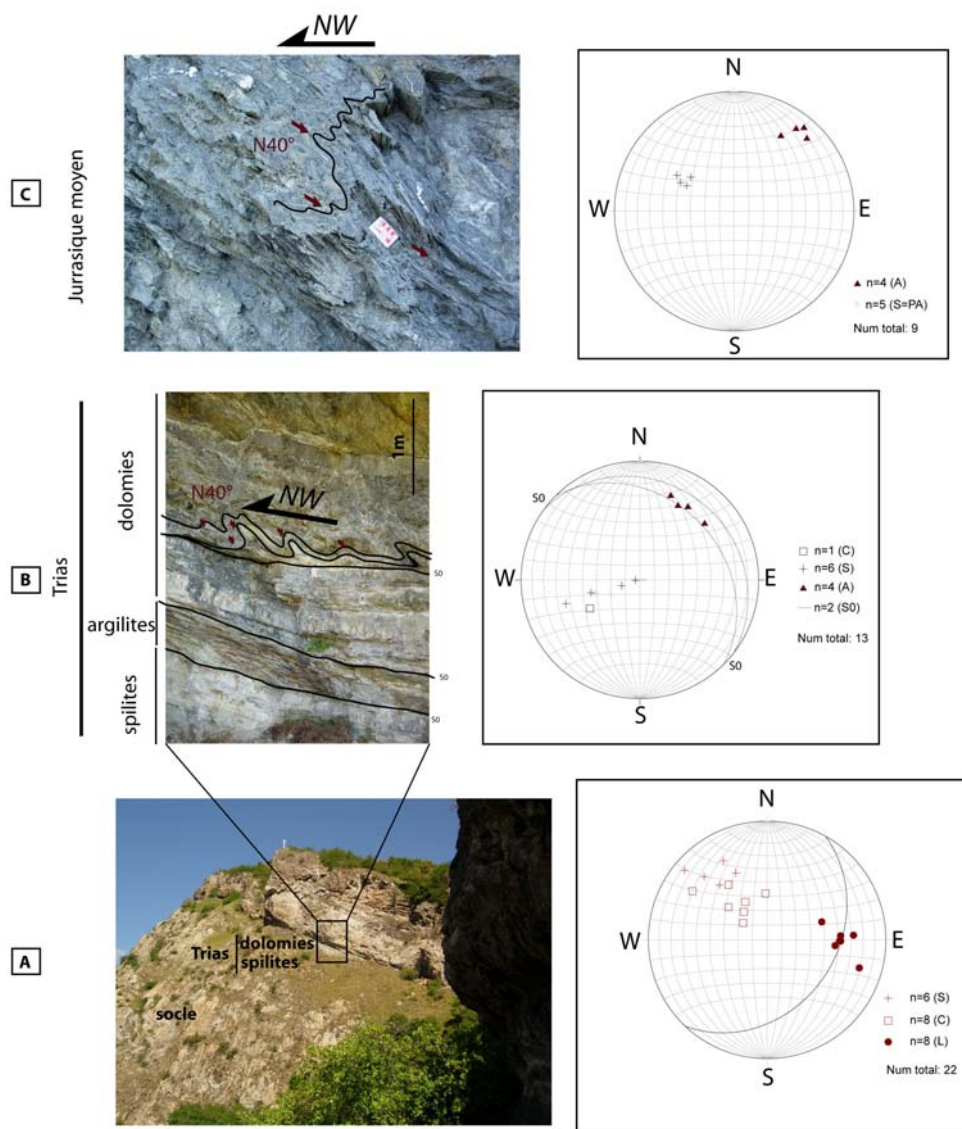 NW
C
Jurrasique moyen
N40°
N
W
E
S
n=4 (A)
n=5 (S=PA)
Num total: 9
B
Trias
dolomies
argilites
spilites
1m
N40°
NW
S0
S0
S0
N
S0
W
E
S0
S
n=1 (C)
n=6 (S)
n=4 (A)
n=2 (S0)
Num total: 13
A
Trias
dolomies
spilites
socle
N
W
E
S
n=6 (S)
n=8 (C)
n=8 (L)
Num total: 22